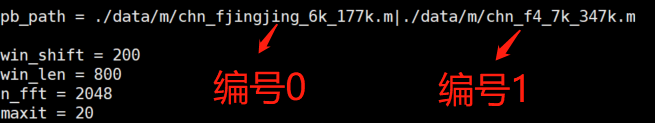 pb_path = ./data/m/chn_fjingjing_6k_177k.m|./data/m/chn_f4_7k_347k.m
win_shift = 200
win_len = 800
n_fft = 2048
maxit = 20
编号0
编号1